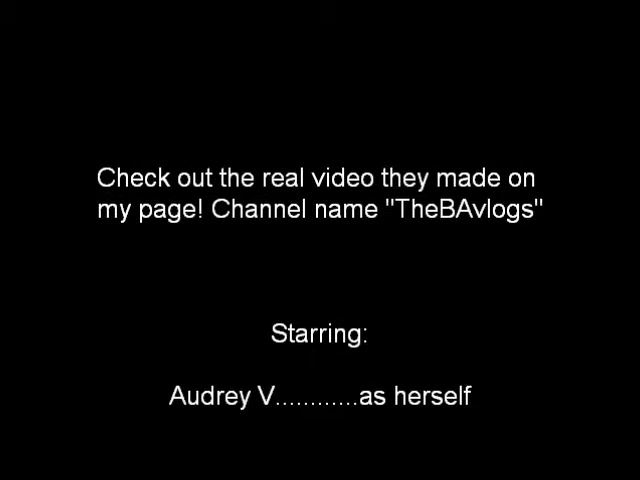 Check out the real video they made on
my page! Channel name "TheBAvlogs"
Starring:
Audrey V............as herself